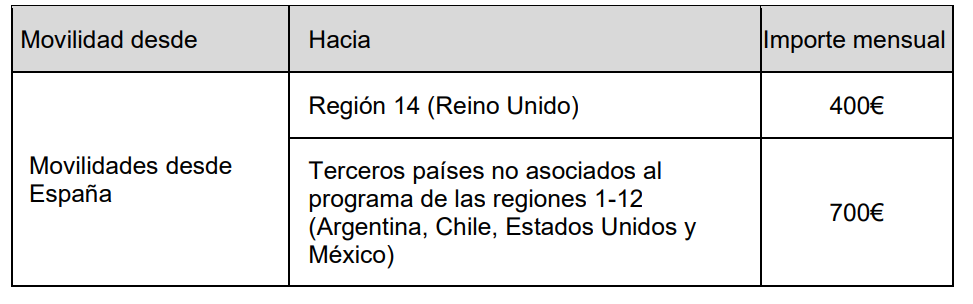 Movilidad desde
Hacia
Importe mensual
Movilidades desde
España
Región 14 (Reino Unido)
400€
Terceros países no asociados al
programa de las regiones 1-12
(Argentina, Chile, Estados Unidos y
México)
700€